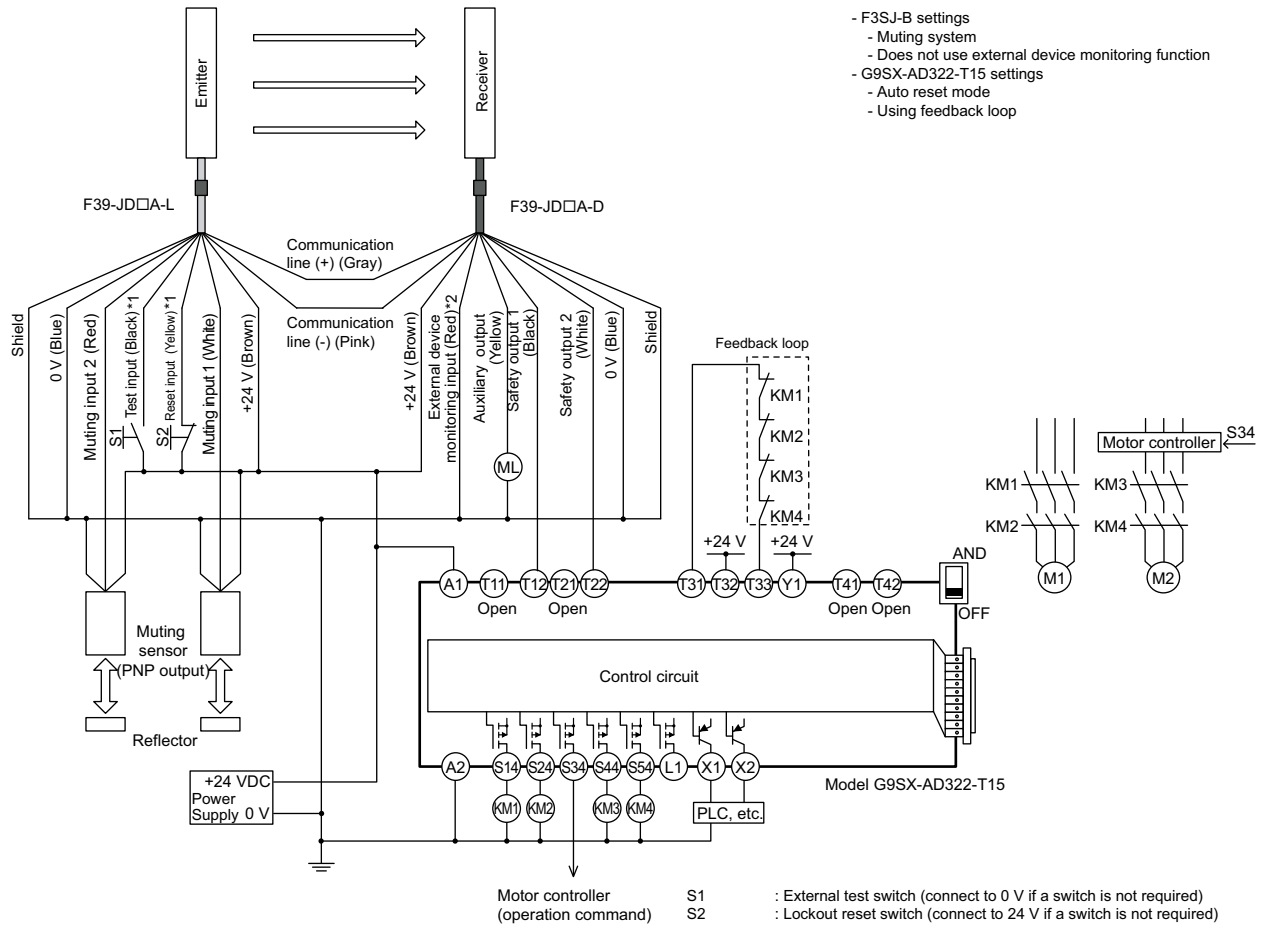 Emitter
Receiver
- F3SJ-B settings
- Muting system
- Does not use external device monitoring function
- G9SX-AD322-T15 settings
- Auto reset mode
- Using feedback loop
F39-JD□A-L
F39-JD□A-D
Communication
line (+) (Gray)
Communication
line (-) (Pink)
Shield
0 V (Blue)
Muting input 2 (Red)
Test input (Black)*1
Reset input (Yellow)*1
Muting input 1 (White)
+24 V (Brown)
+24 V (Brown)
External device
monitoring input (Red)*2
Auxiliary output
(Yellow)
Safety output 1
(Black)
Safety output 2
(White)
0 V (Blue)
Shield
S1
S2
ML
Feedback loop
KM1
KM2
KM3
KM4
+24 V
+24 V
Motor controller
S34
KM1
KM3
KM2
KM4
M1
M2
A1
T11
T12
T21
T22
T31
T32
T33
Y1
T41
T42
Open
Open
Open
Open
AND
OFF
Muting
sensor
(PNP output)
Reflector
Control circuit
A2
S14
S24
S34
S44
S54
L1
X1
X2
Model G9SX-AD322-T15
KM1
KM2
KM3
KM4
PLC, etc.
+24 VDC
Power
Supply 0 V
Motor controller
(operation command)
S1 : External test switch (connect to 0 V if a switch is not required)
S2 : Lockout reset switch (connect to 24 V if a switch is not required)